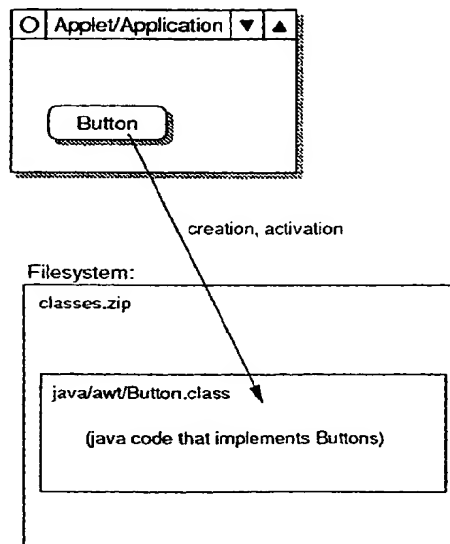 Applet/Application
Button
creation, activation
Filesystem:
classes.zip
java/awt/Button.class
(java code that implements Buttons)